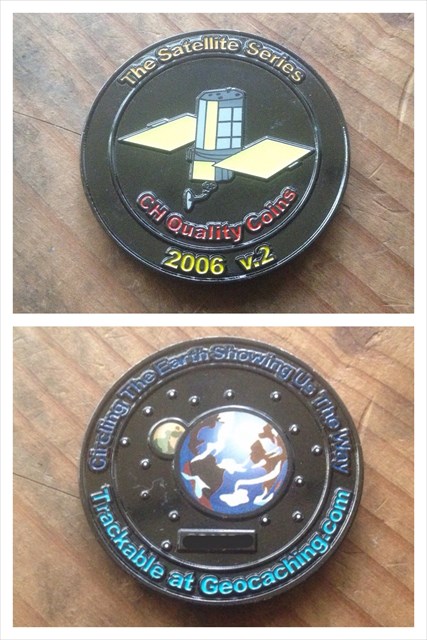 The Satellite Series
CH Quality Coins
2006 v.2
Circling The Earth Showing Us The Way
Trackable at Geocaching.com